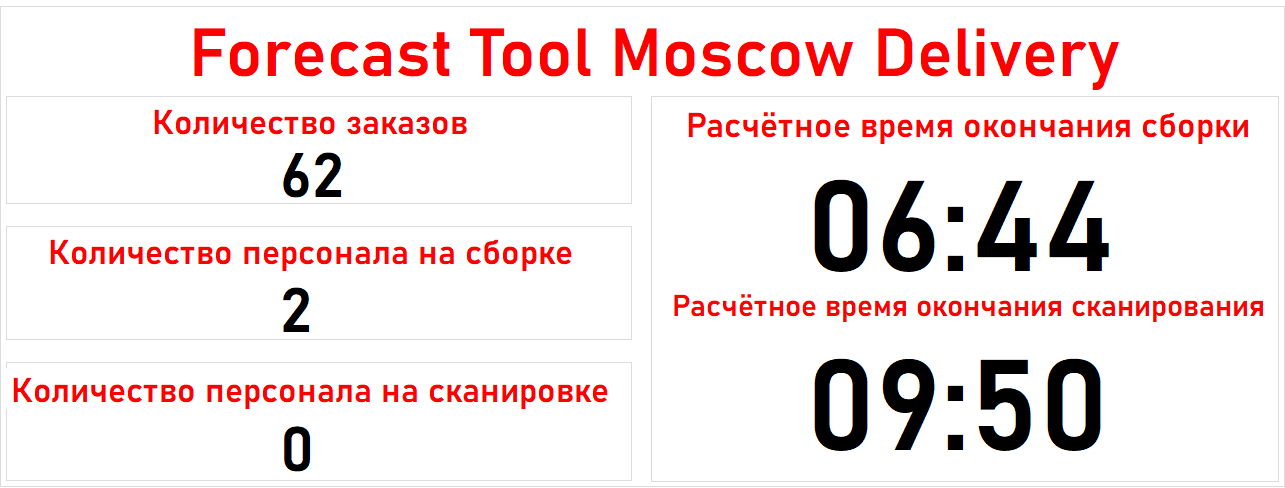 Forecast Tool Moscow Delivery
Количество заказов
62
Количество персонала на сборке
2
Количество персонала на сканировке
0
Расчётное время окончания сборки
06:44
Расчётное время окончания сканирования
09:50